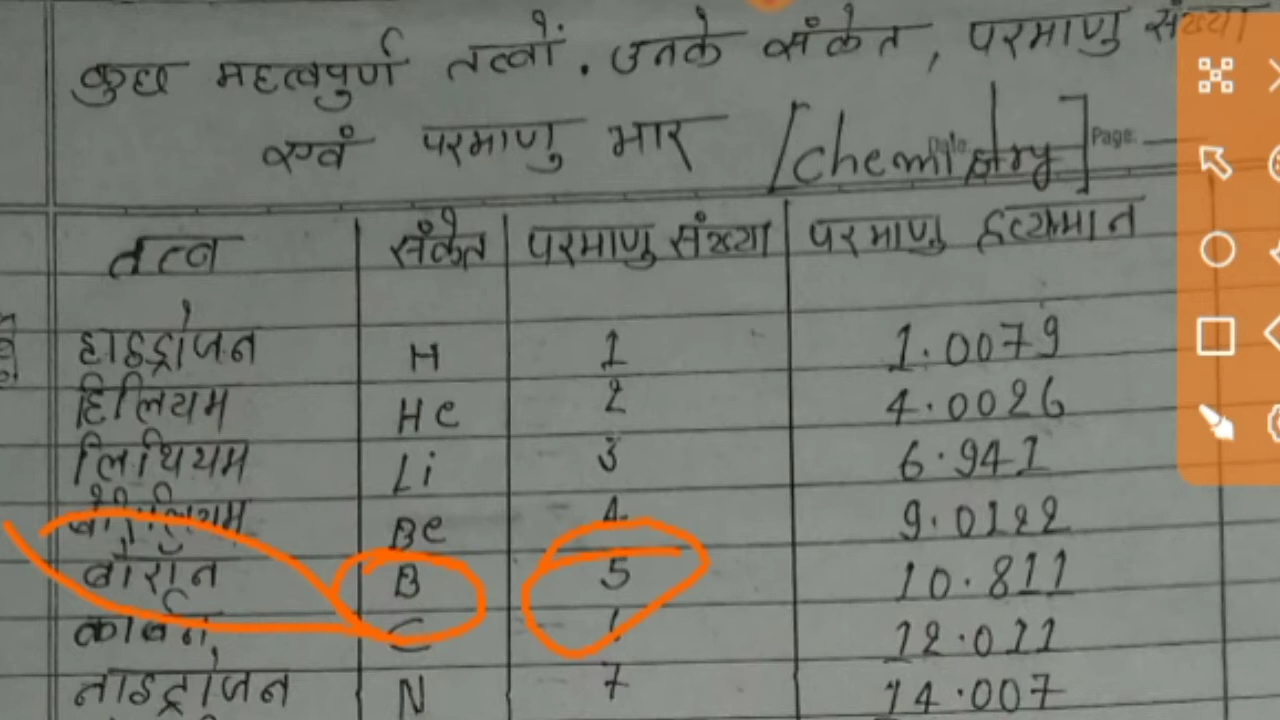 कुछ महत्वपुर्ण तत्वों . उनके संकेत , परमाणु संख्या
एवं परमाणु भार [Chemistry] Page:
तत्व संकेत परमाणु संख्या परमाणु द्रव्यमान
हाइड्रोजन H 1 1.0079
हिलियम He 2 4.0026
लिथियम Li 3 6.941
Be 4 9.0122
बोरॉन B 5 10.811
कार्बन C 12.011
नाइट्रोजन N 7 14.007